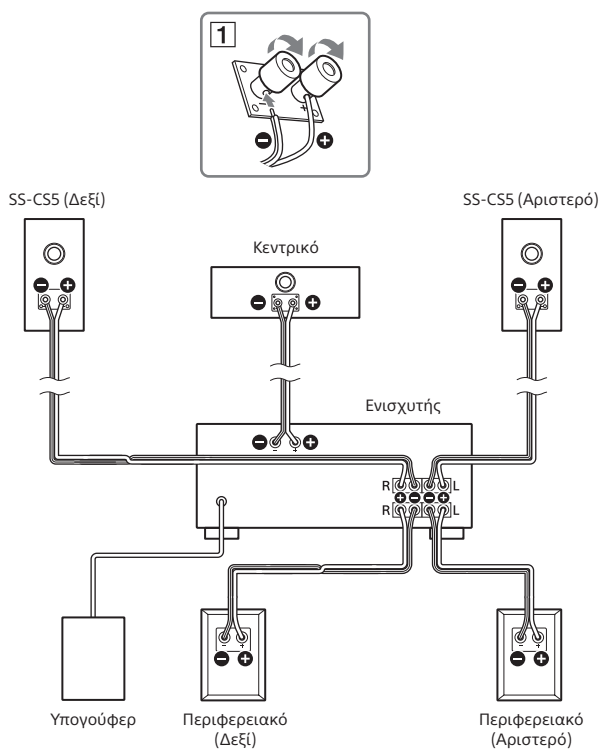 1
SS-CS5 (Δεξί)
SS-CS5 (Αριστερό)
Κεντρικό
Ενισχυτής
R L
R L
Υπογούφερ
Περιφερειακό
(Δεξί)
Περιφερειακό
(Αριστερό)